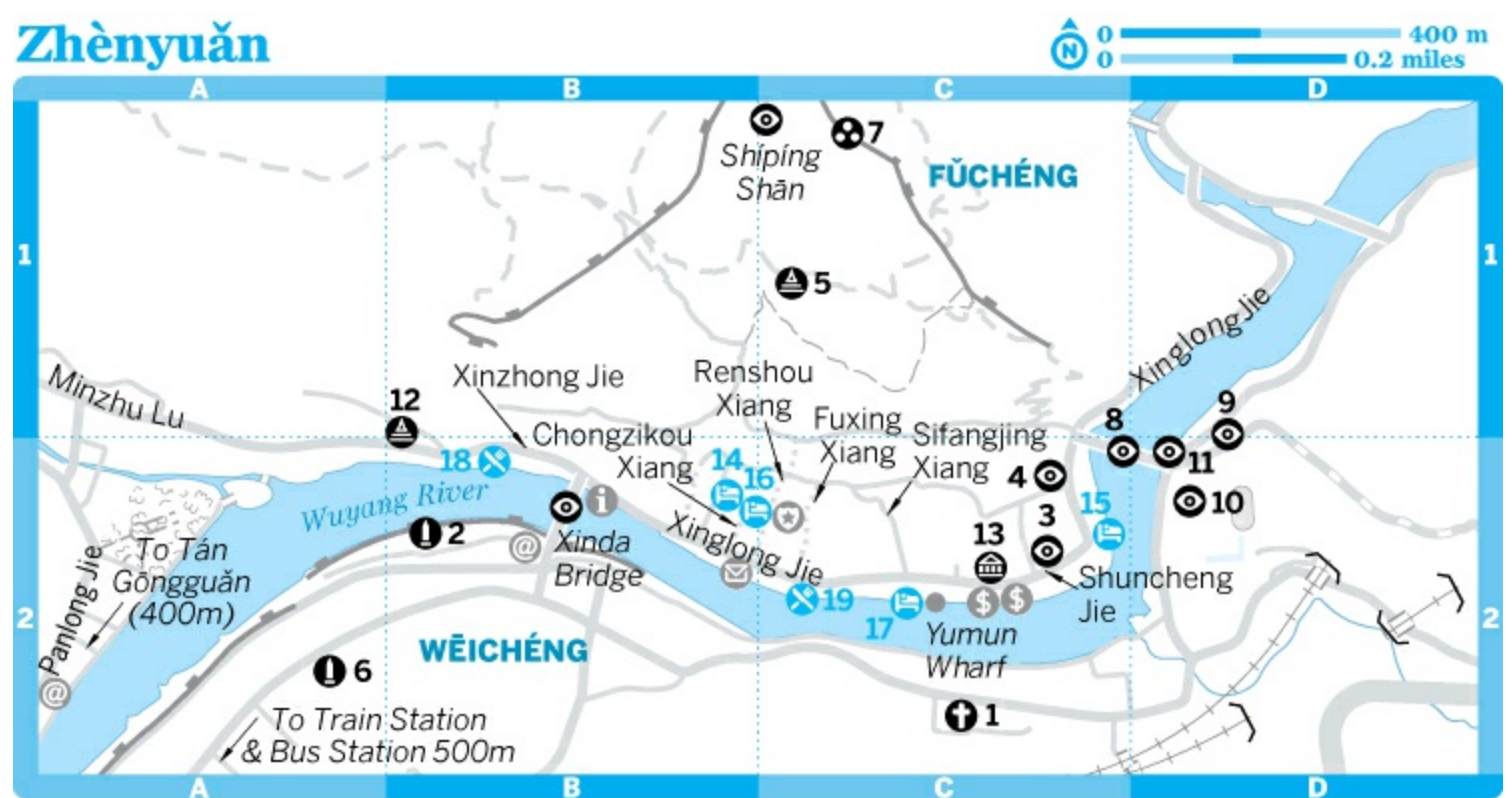 Zhènyuǎn
N
0 400 m
0 0.2 miles
A B C D
1
1
Shípíng
Shān
7
FǓCHÉNG
5
Xinglong Jie
Minzhu Lu
12
Xinzhong Jie
Renshou
Xiang
Chongzikou
Xiang
Fuxing
Xiang
Sifangjing
Xiang
8
9
11
10
18
14
16
4
3
15
13
Wuyang River
2
i
@
Xinda
Bridge
Xinglong Jie
Shuncheng
Jie
19
17
$
$
Yumun
Wharf
2
2
To Tán
Gōngguǎn
(400m)
Panlong Jie
@
WĒICHÉNG
6
1
To Train Station
& Bus Station 500m
A B C D